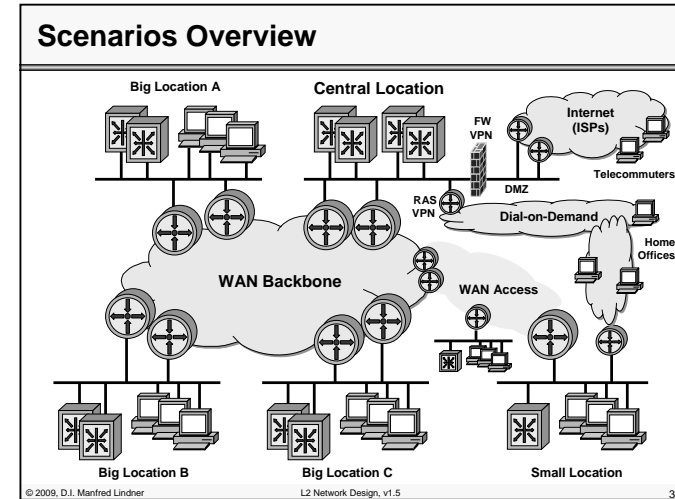 Scenarios Overview
Big Location A
Central Location
FW
VPN
Internet
(ISPs)
Telecommuters
DMZ
RAS
VPN
Dial-on-Demand
Home
Offices
WAN Backbone
WAN Access
Big Location B
Big Location C
Small Location
© 2009, D.I. Manfred Lindner
L2 Network Design, v1.5
3